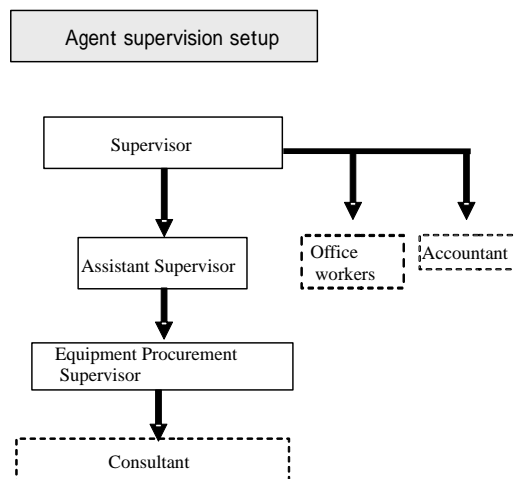 Agent supervision setup
Supervisor
Office
workers
Accountant
Assistant Supervisor
Equipment Procurement
Supervisor
Consultant